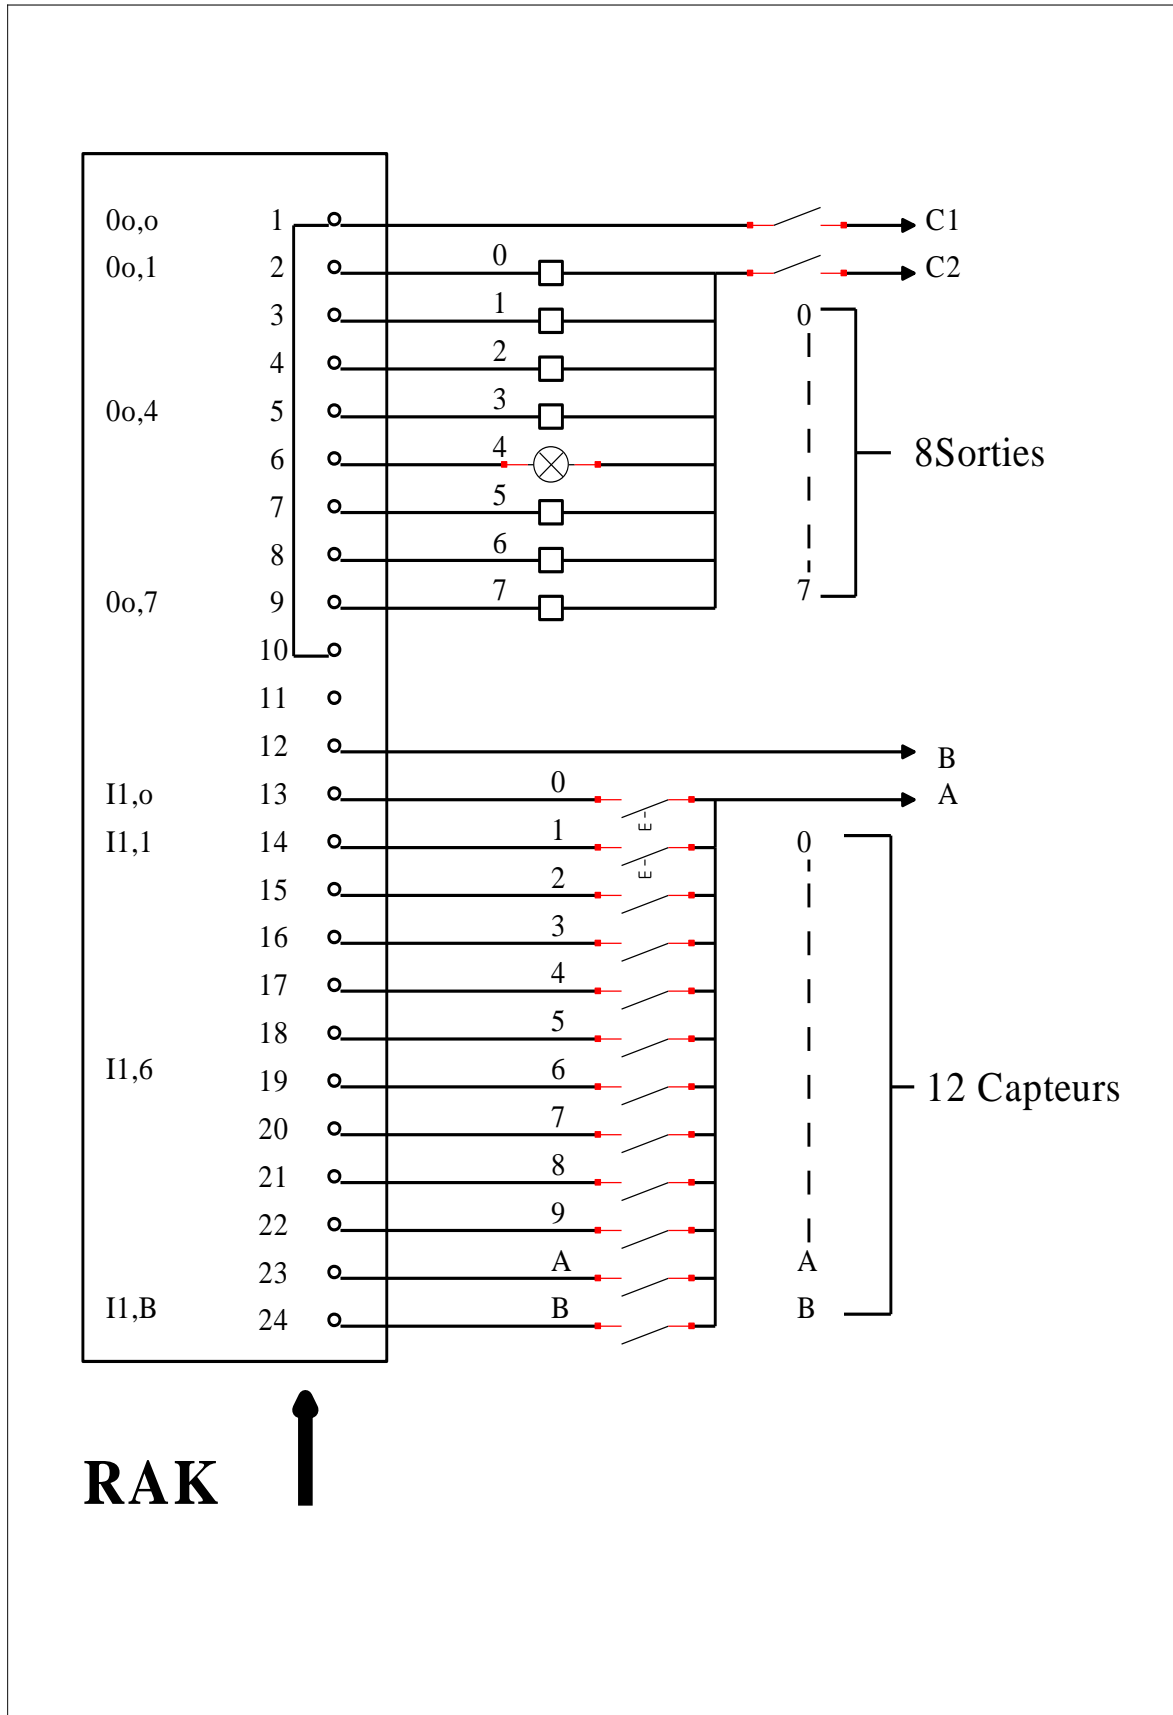 0o,o 1 C1
0o,1 2 0 C2
3 1 0
4 2
0o,4 5 3
6 4 8Sorties
7 5
8 6
0o,7 9 7 7
10
11
12 B
I1,o 13 0 A
I1,1 14 1 0
E
E
15 2
16 3
17 4
18 5
I1,6 19 6 12 Capteurs
20 7
21 8
22 9
23 A A
I1,B 24 B B
RAK